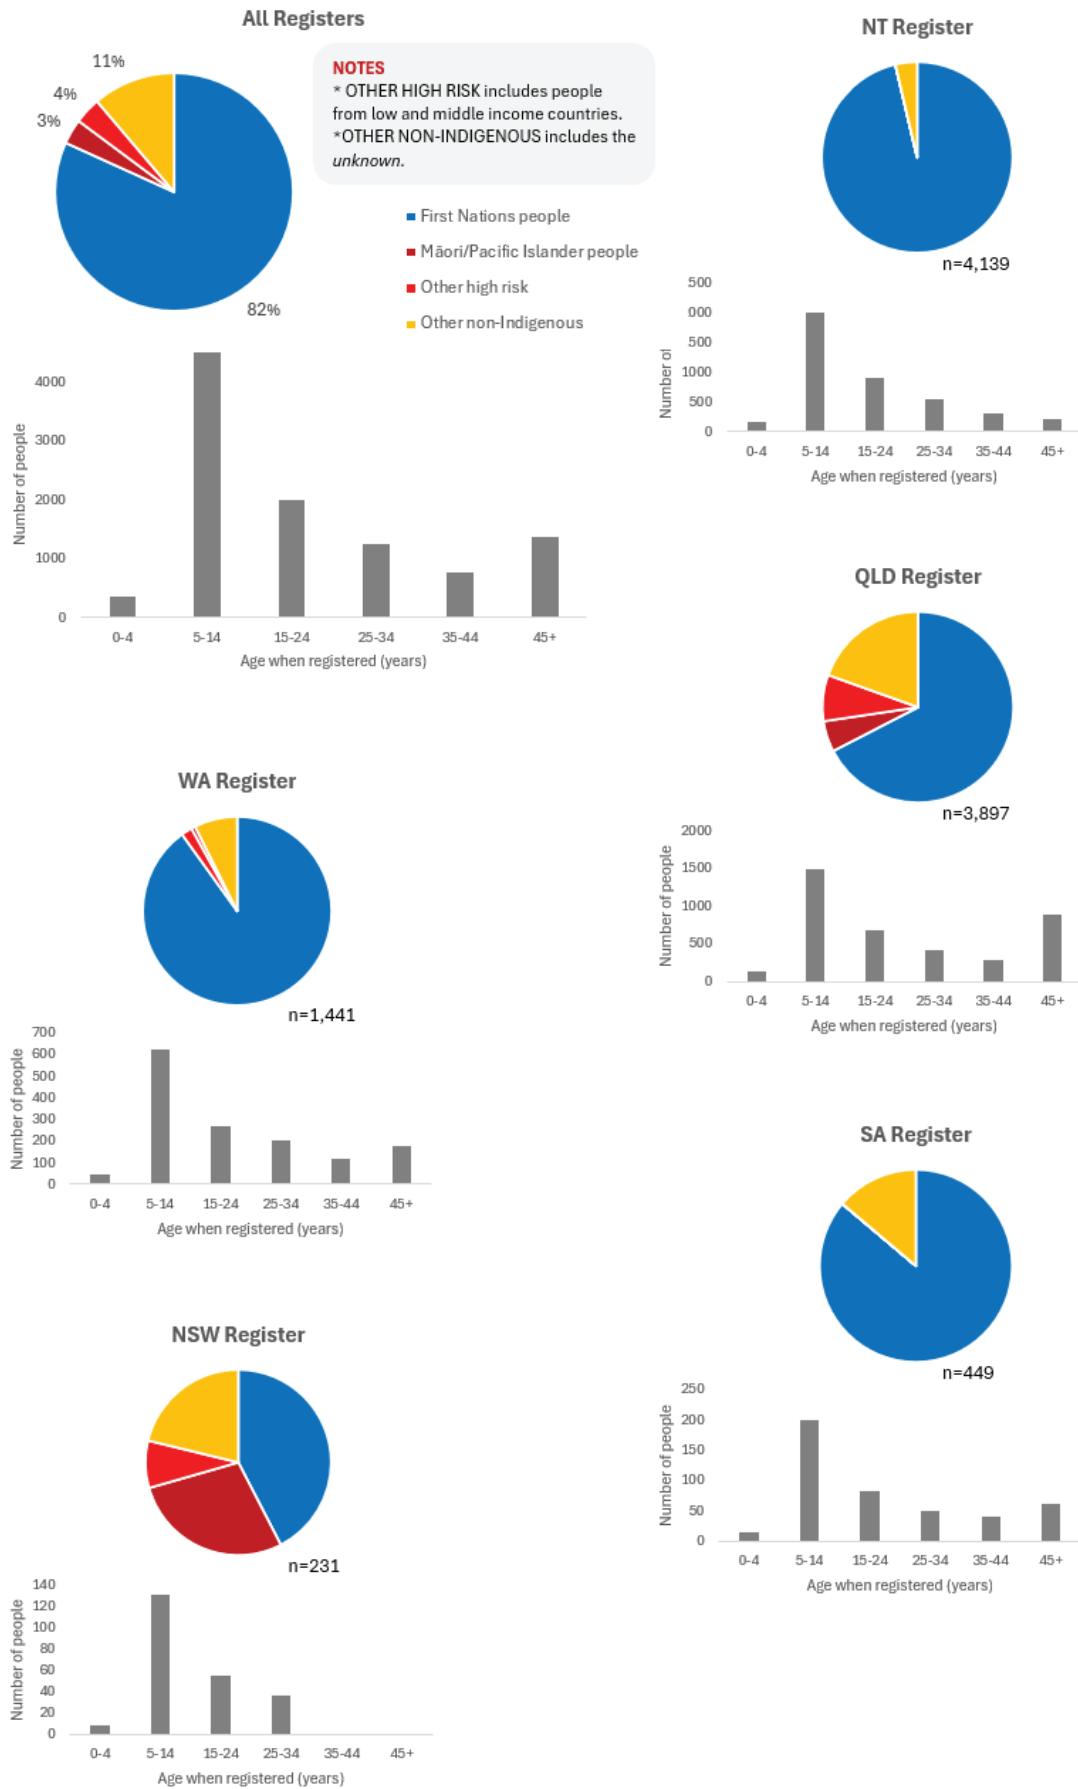 All Registers
11%
4%
3%
82%
NOTES
* OTHER HIGH RISK includes people
from low and middle income countries.
*OTHER NON-INDIGENOUS includes the
unknown.
First Nations people
Māori/Pacific Islander people
Other high risk
Other non-Indigenous
Number of people
4000
3000
2000
1000
0
0-4 5-14 15-24 25-34 35-44 45+
Age when registered (years)
NT Register
n=4,139
Number of
500
000
500
1000
500
0
0-4 5-14 15-24 25-34 35-44 45+
Age when registered (years)
QLD Register
n=3,897
Number of people
2000
1500
1000
500
0
0-4 5-14 15-24 25-34 35-44 45+
Age when registered (years)
WA Register
n=1,441
Number of people
700
600
500
400
300
200
100
0
0-4 5-14 15-24 25-34 35-44 45+
Age when registered (years)
SA Register
n=449
Number of people
250
200
150
100
50
0
0-4 5-14 15-24 25-34 35-44 45+
Age when registered (years)
NSW Register
n=231
Number of people
140
120
100
80
60
40
20
0
0-4 5-14 15-24 25-34 35-44 45+
Age when registered (years)